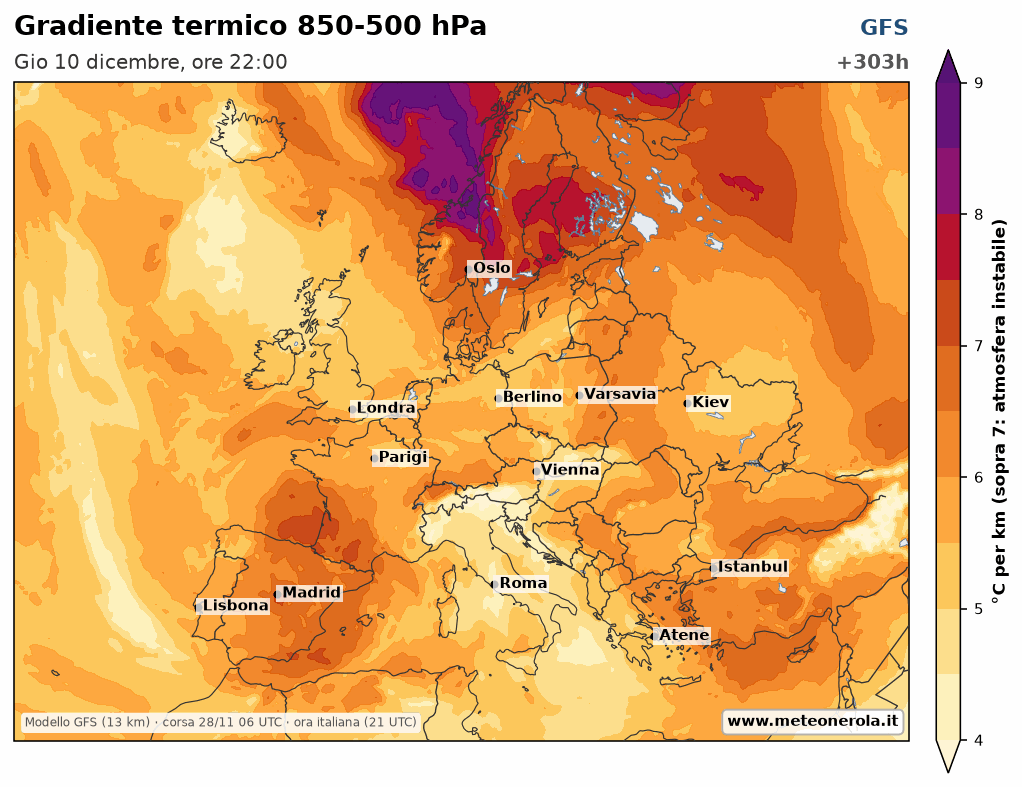 Gradiente termico 850-500 hPa
GFS
Gio 10 dicembre, ore 22:00
+303h
9
8
7
6
5
4
°C per km (sopra 7: atmosfera instabile)
Oslo
Londra
Berlino
Varsavia
Kiev
Parigi
Vienna
Istanbul
Roma
Madrid
Lisbona
Atene
Modello GFS (13 km) · corsa 28/11 06 UTC · ora italiana (21 UTC)
www.meteonerola.it